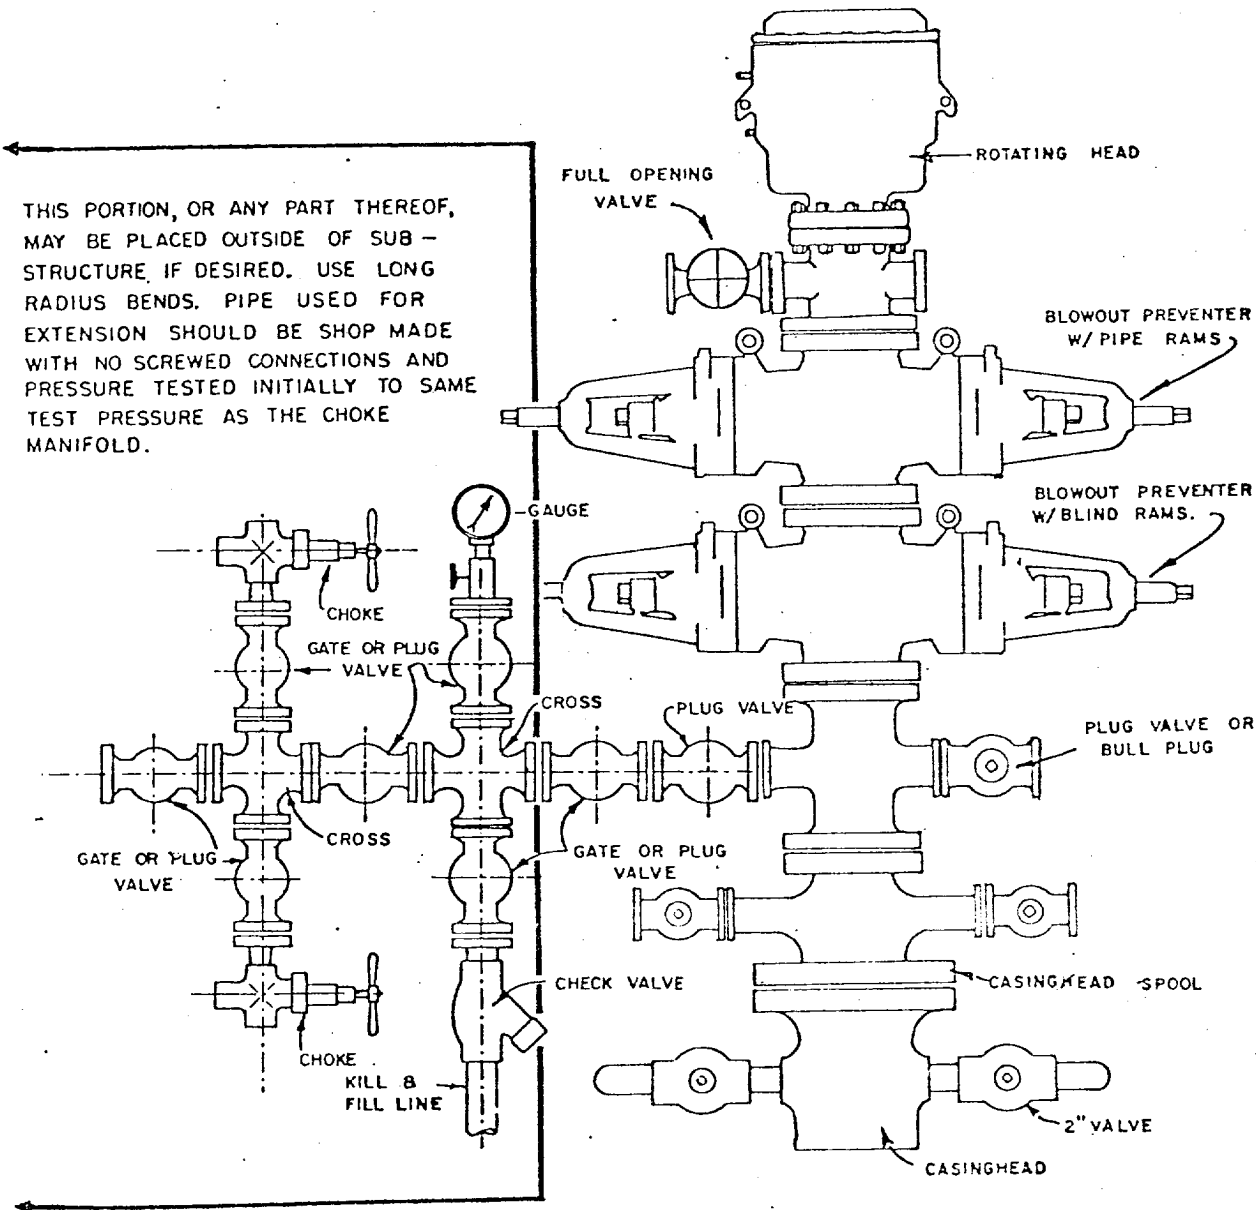 ROTATING HEAD
FULL OPENING
VALVE
THIS PORTION, OR ANY PART THEREOF,
MAY BE PLACED OUTSIDE OF SUB-
STRUCTURE IF DESIRED. USE LONG
RADIUS BENDS. PIPE USED FOR
EXTENSION SHOULD BE SHOP MADE
WITH NO SCREWED CONNECTIONS AND
PRESSURE TESTED INITIALLY TO SAME
TEST PRESSURE AS THE CHOKE
MANIFOLD.
BLOWOUT PREVENTER
W/ PIPE RAMS
BLOWOUT PREVENTER
W/BLIND RAMS.
GAUGE
CHOKE
GATE OR PLUG
VALVE
CROSS
PLUG VALVE
PLUG VALVE OR
BULL PLUG
CROSS
GATE OR PLUG
VALVE
GATE OR PLUG
VALVE
CHECK VALVE
CASINGHEAD SPOOL
CHOKE
KILL &
FILL LINE
2" VALVE
CASINGHEAD